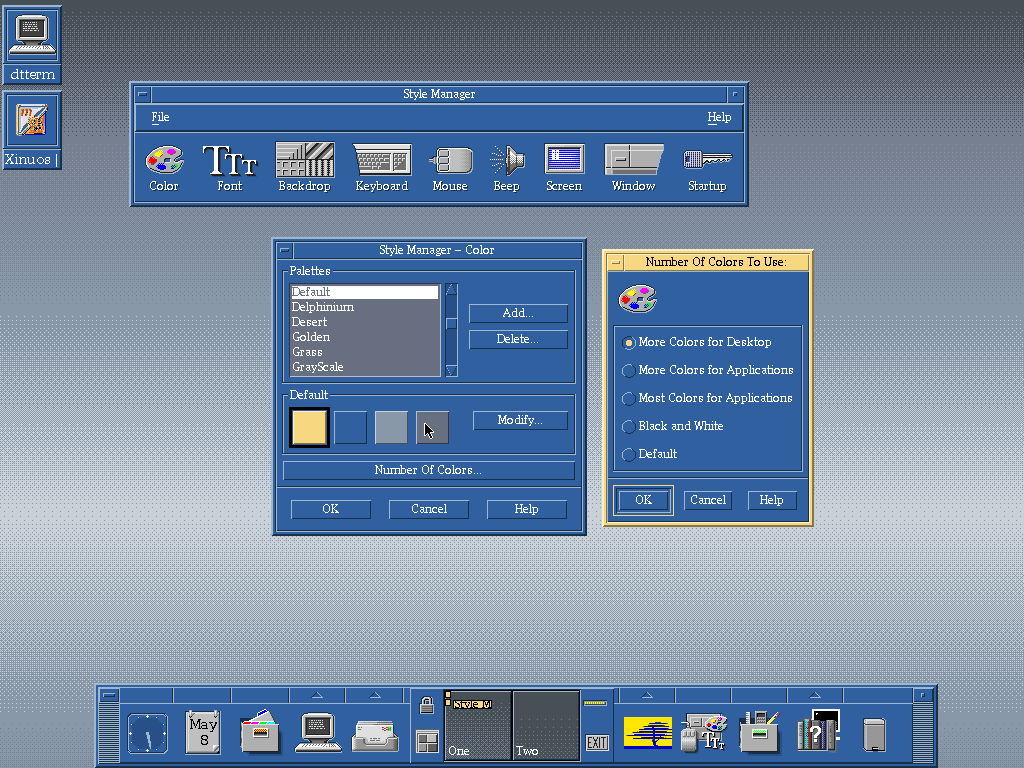 dtterm
Xinuos |
Style Manager
File Help
Color Font Backdrop Keyboard Mouse Beep Screen Window Startup
Style Manager - Color
Palettes
Default
Delphinium
Desert
Golden
Grass
GrayScale
Add...
Delete...
Default
Modify...
Number Of Colors...
OK Cancel Help
Number Of Colors To Use:
More Colors for Desktop
More Colors for Applications
Most Colors for Applications
Black and White
Default
OK Cancel Help
May
8
Style M
One Two
EXIT